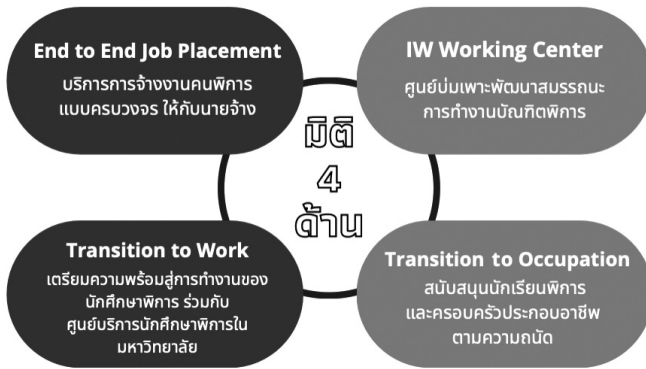 End to End Job Placement
บริการการจ้างงานคนพิการ
แบบครบวงจร ให้กับนายจ้าง
IW Working Center
ศูนย์บ่มเพาะพัฒนาสมรรถนะ
การทำงานบัณฑิตพิการ
มิติ
4
ด้าน
Transition to Work
เตรียมความพร้อมสู่การทำงานของ
นักศึกษาพิการ ร่วมกับ
ศูนย์บริการนักศึกษาพิการใน
มหาวิทยาลัย
Transition to Occupation
สนับสนุนนักเรียนพิการ
และครอบครัวประกอบอาชีพ
ตามความถนัด